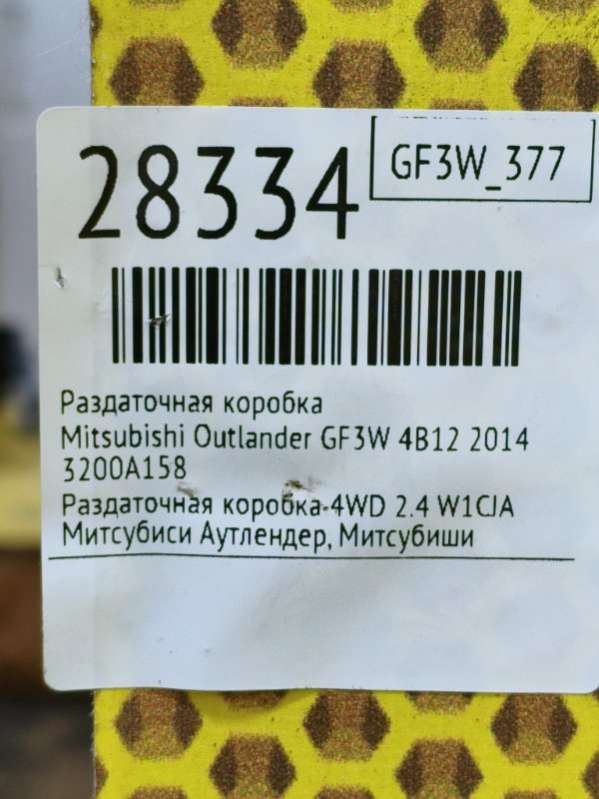 28334
GF3W_377
Раздаточная коробка
Mitsubishi Outlander GF3W 4B12 2014
3200A158
Раздаточная коробка-4WD 2.4 W1CJA
Митсубиси Аутлендер, Митсубиши